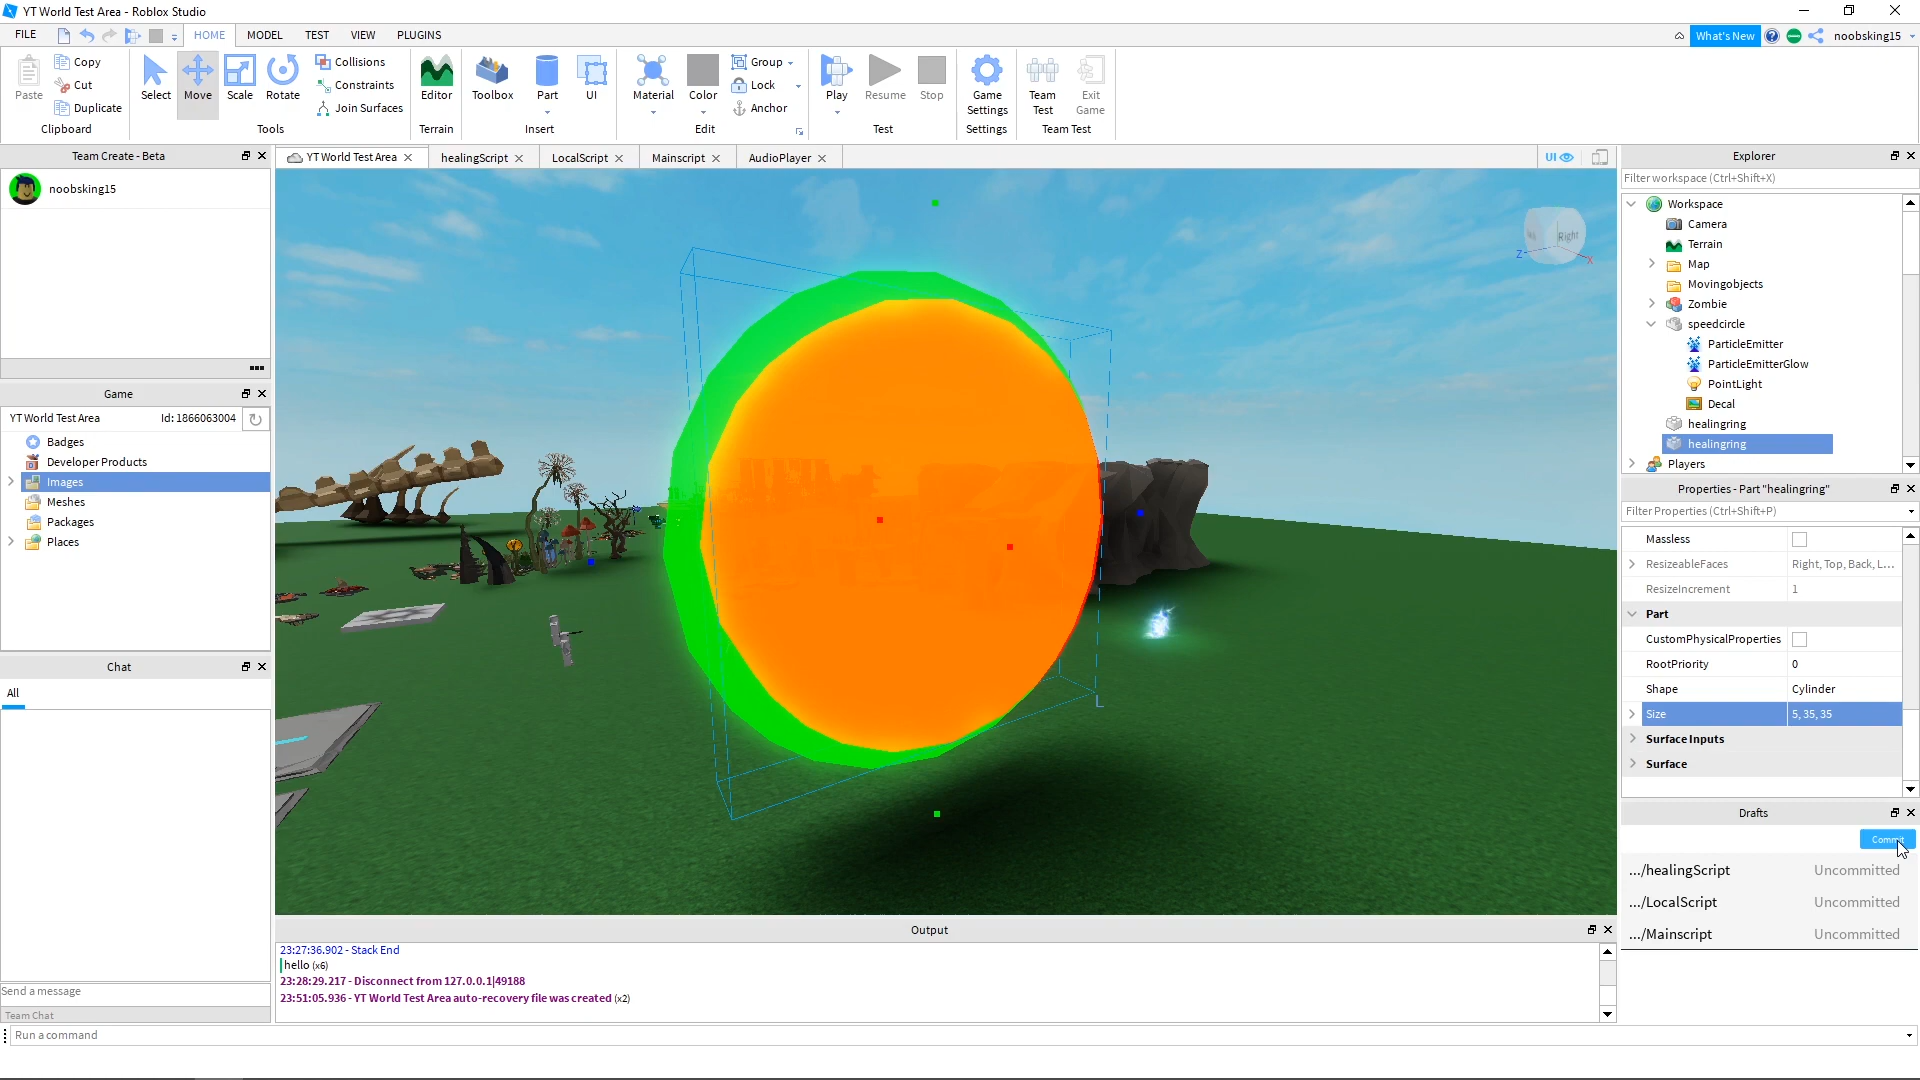 YT World Test Area - Roblox Studio
FILE
HOME
MODEL
TEST
VIEW
PLUGINS
What's New
noobsking15
Paste
Copy
Cut
Duplicate
Clipboard
Select
Move
Scale
Rotate
Collisions
Constraints
Join Surfaces
Tools
Editor
Terrain
Toolbox
Part
UI
Insert
Material
Color
Group
Lock
Anchor
Edit
Play
Resume
Stop
Test
Game
Settings
Settings
Team
Test
Exit
Game
Team Test
Team Create - Beta
noobsking15
Game
YT World Test Area
Id: 1866063004
Badges
Developer Products
Images
Meshes
Packages
Places
Chat
All
Send a message
Team Chat
Run a command
YT World Test Area
healingScript
LocalScript
Mainscript
AudioPlayer
UI
Right
Z
X
L
Output
23:27:36.902 - Stack End
hello (x6)
23:28:29.217 - Disconnect from 127.0.0.1|49188
23:51:05.936 - YT World Test Area auto-recovery file was created (x2)
Explorer
Filter workspace (Ctrl+Shift+X)
Workspace
Camera
Terrain
Map
Movingobjects
Zombie
speedcircle
ParticleEmitter
ParticleEmitterGlow
PointLight
Decal
healingring
healingring
Players
Properties - Part "healingring"
Filter Properties (Ctrl+Shift+P)
Massless
ResizeableFaces Right, Top, Back, L...
ResizeIncrement 1
Part
CustomPhysicalProperties
RootPriority 0
Shape Cylinder
Size 5, 35, 35
Surface Inputs
Surface
Drafts
Commit
.../healingScript Uncommitted
.../LocalScript Uncommitted
.../Mainscript Uncommitted